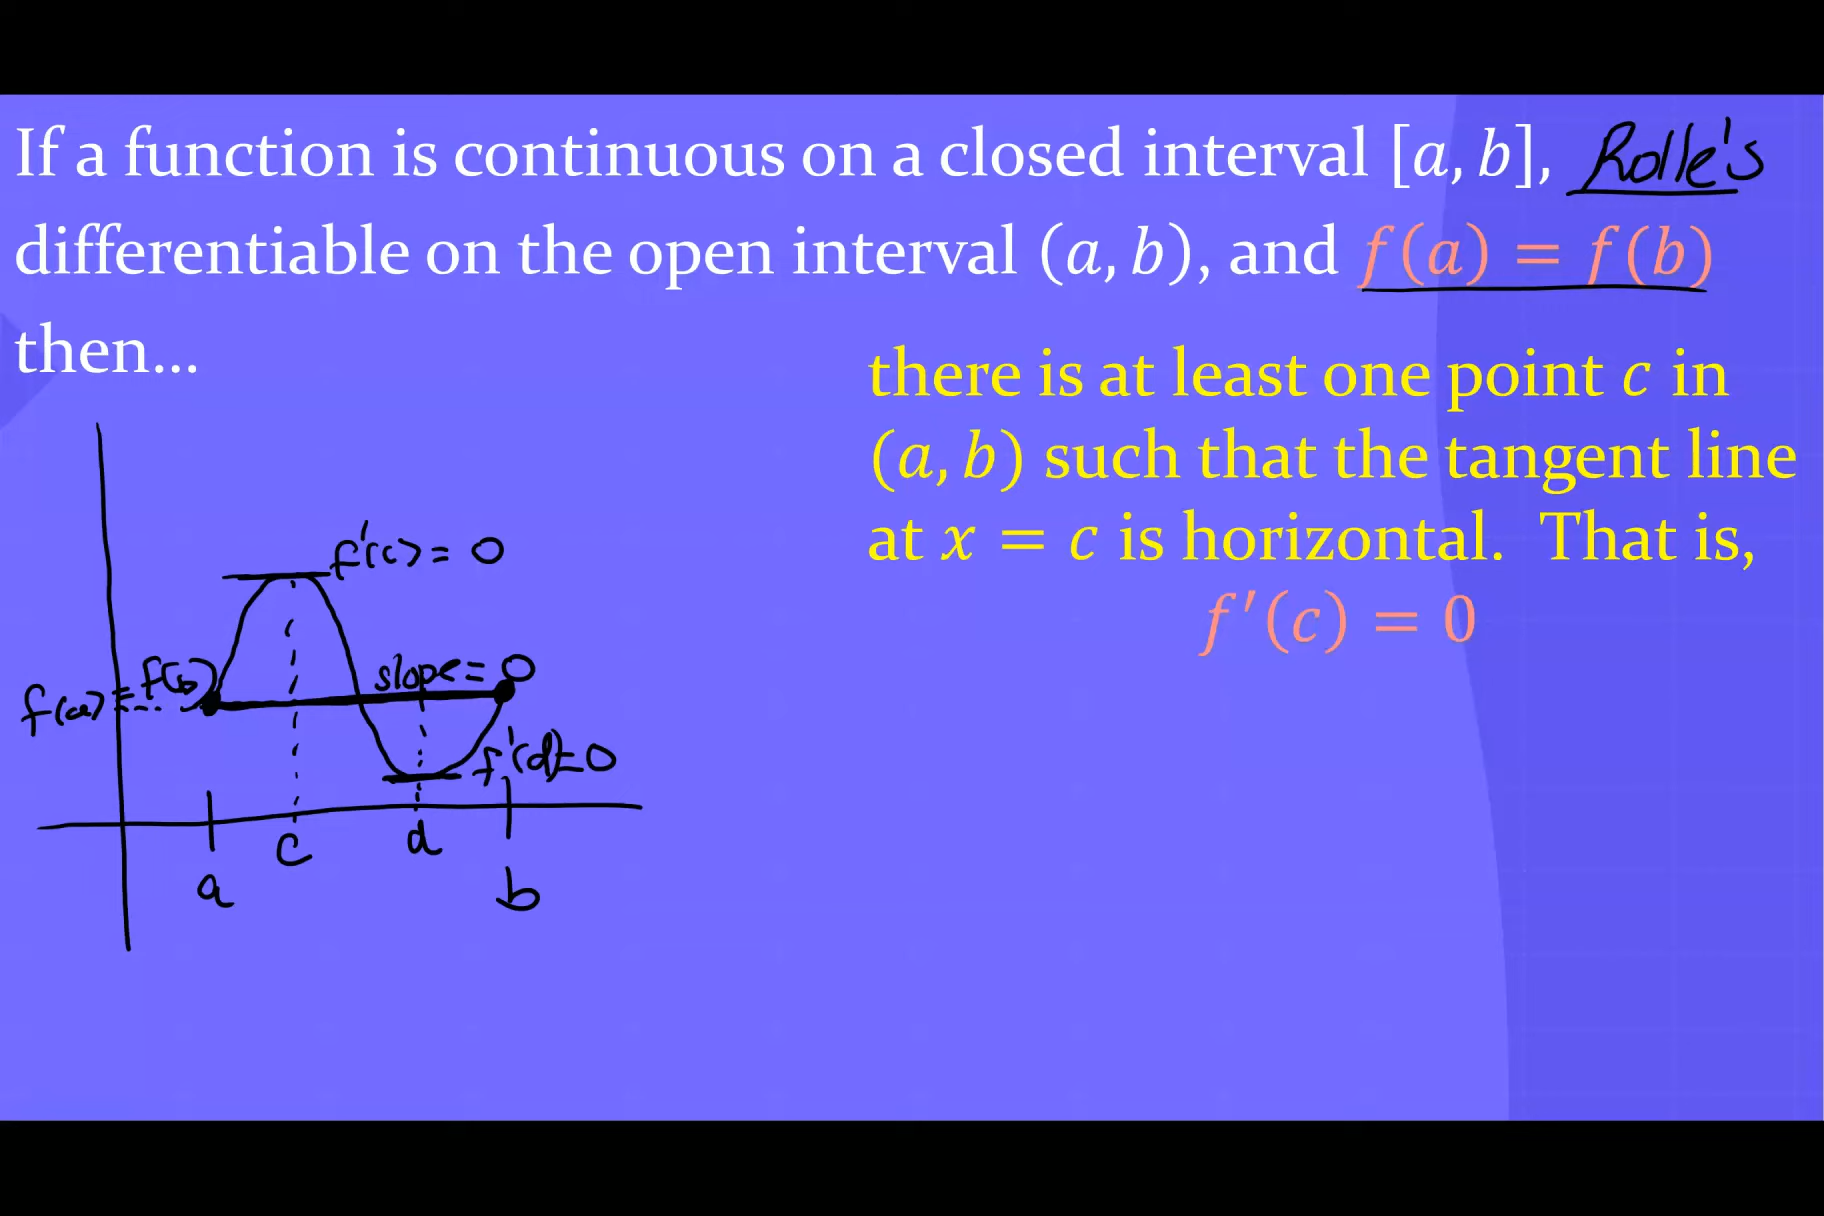 If a function is continuous on a closed interval [a, b], Rolle's
differentiable on the open interval (a, b), and f(a) = f(b)
then...
there is at least one point c in
(a, b) such that the tangent line
at x = c is horizontal. That is,
f′(c) = 0
f'(c) = 0
slope = 0
f(a) = f(b)
f'(d) = 0
c
d
a
b